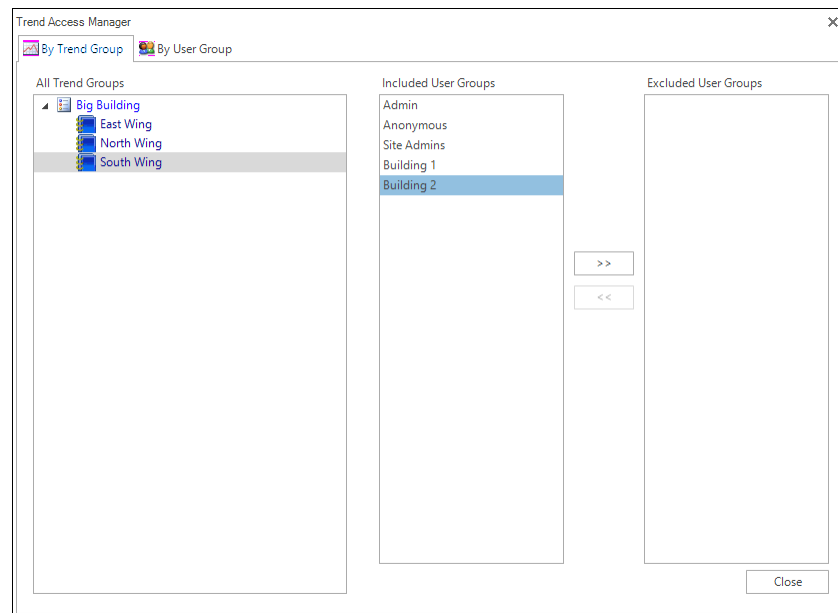 Trend Access Manager
By Trend Group
By User Group
All Trend Groups
Big Building
East Wing
North Wing
South Wing
Included User Groups
Admin
Anonymous
Site Admins
Building 1
Building 2
>>
<<
Excluded User Groups
Close